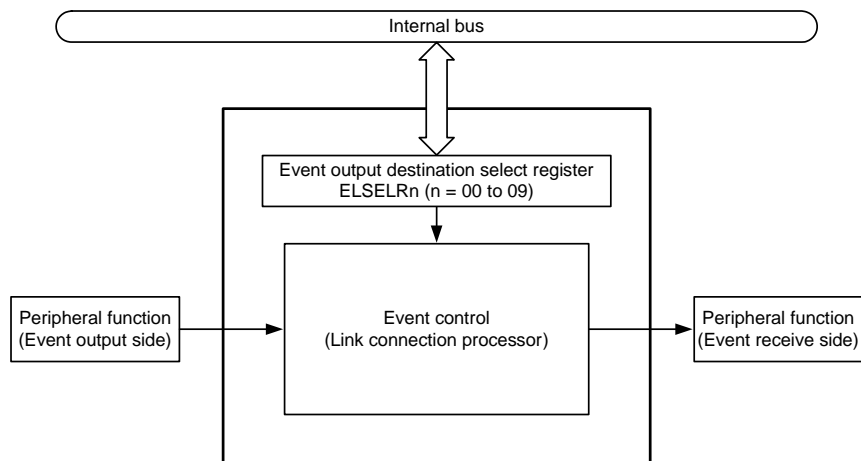 Internal bus
Event output destination select register
ELSELRn (n = 00 to 09)
Peripheral function
(Event output side)
Event control
(Link connection processor)
Peripheral function
(Event receive side)